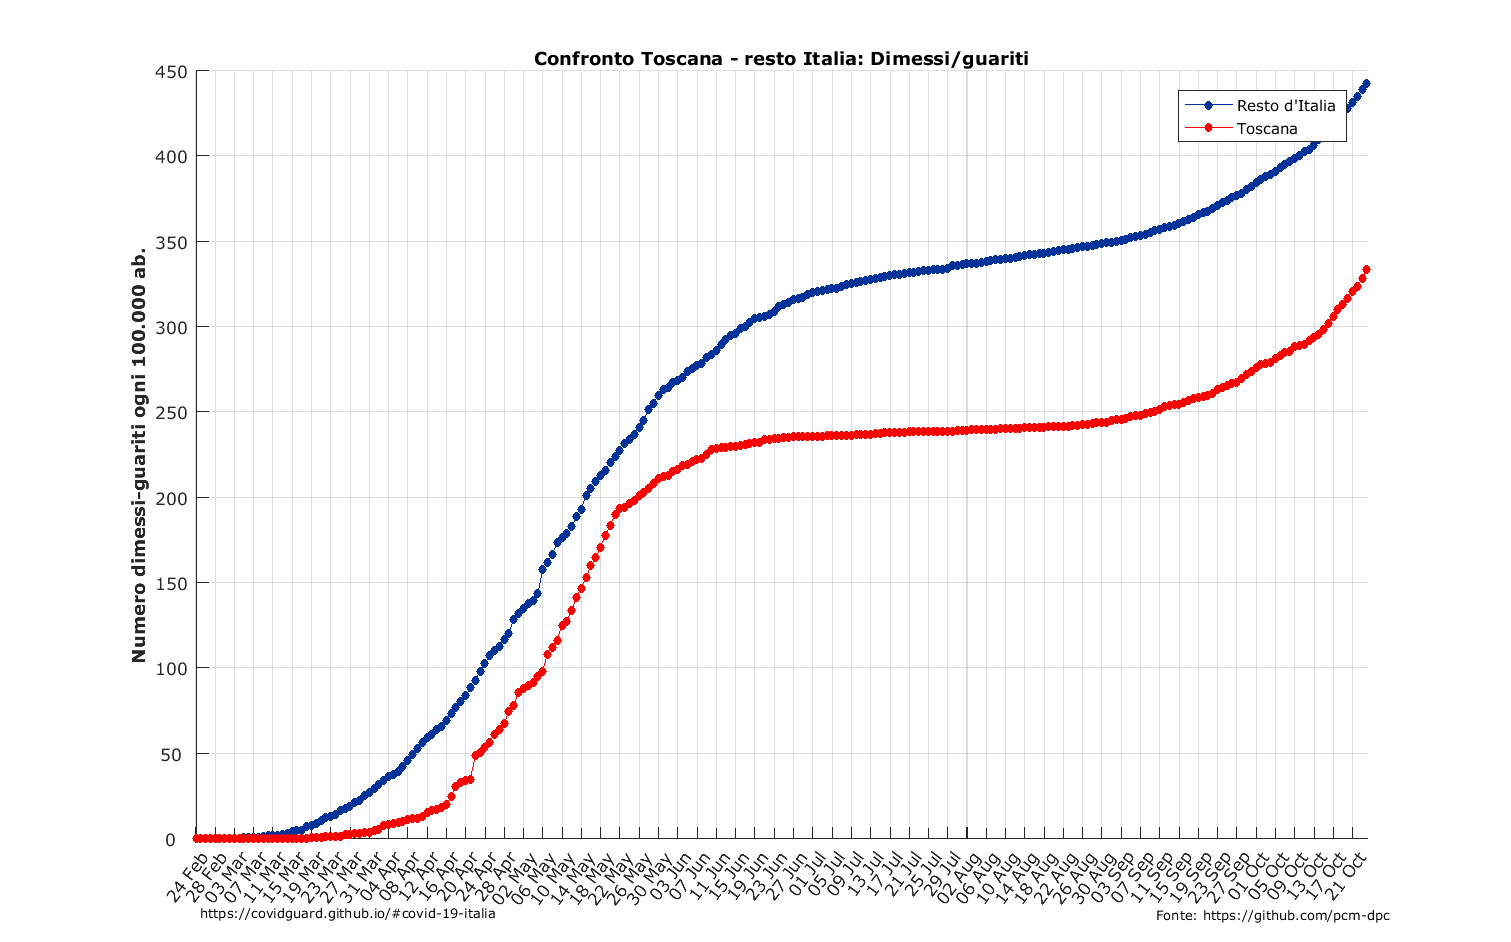 Confronto Toscana - resto Italia: Dimessi/guariti
Numero dimessi-guariti ogni 100.000 ab.
450
400
350
300
250
200
150
100
50
0
Resto d'Italia
Toscana
24 Feb
28 Feb
03 Mar
07 Mar
11 Mar
15 Mar
19 Mar
23 Mar
27 Mar
31 Mar
04 Apr
08 Apr
12 Apr
16 Apr
20 Apr
24 Apr
28 Apr
02 May
06 May
10 May
14 May
18 May
22 May
26 May
30 May
03 Jun
07 Jun
11 Jun
15 Jun
19 Jun
23 Jun
27 Jun
01 Jul
05 Jul
09 Jul
13 Jul
17 Jul
21 Jul
25 Jul
29 Jul
02 Aug
06 Aug
10 Aug
14 Aug
18 Aug
22 Aug
26 Aug
30 Aug
03 Sep
07 Sep
11 Sep
15 Sep
19 Sep
23 Sep
27 Sep
01 Oct
05 Oct
09 Oct
13 Oct
17 Oct
21 Oct
https://covidguard.github.io/#covid-19-italia
Fonte: https://github.com/pcm-dpc